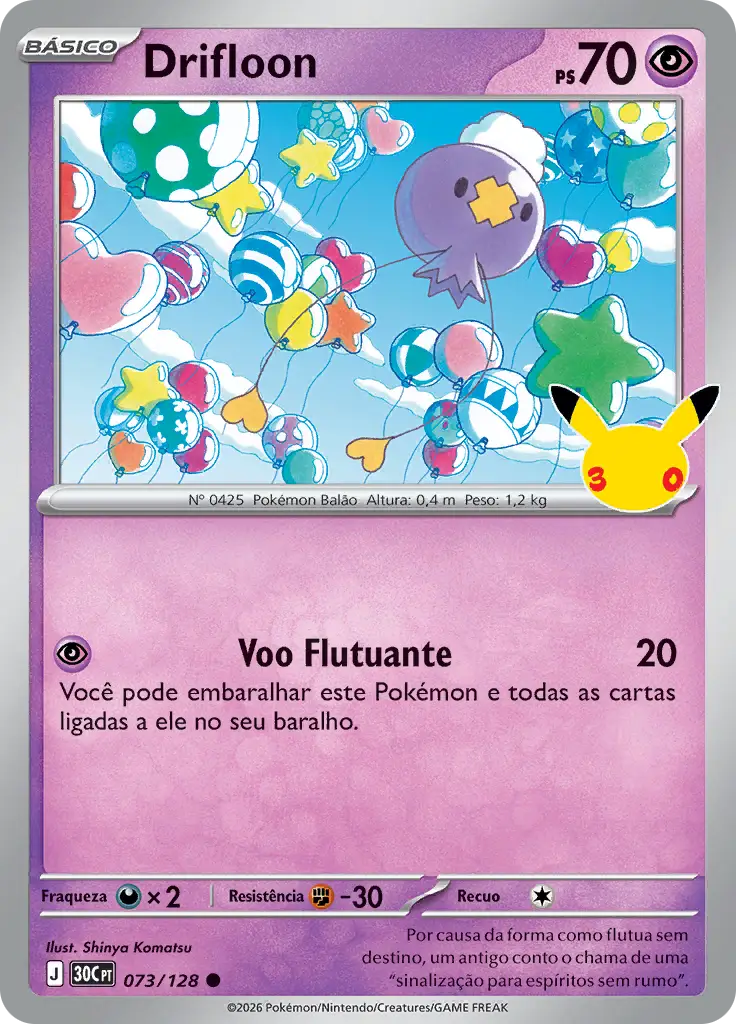 BÁSICO
Drifloon
PS70
30
Nº 0425 Pokémon Balão Altura: 0,4 m Peso: 1,2 kg
Voo Flutuante 20
Você pode embaralhar este Pokémon e todas as cartas
ligadas a ele no seu baralho.
Fraqueza ×2 Resistência -30 Recuo
Ilust. Shinya Komatsu
J 30C PT 073/128
Por causa da forma como flutua sem
destino, um antigo conto o chama de uma
“sinalização para espíritos sem rumo”.
©2026 Pokémon/Nintendo/Creatures/GAME FREAK